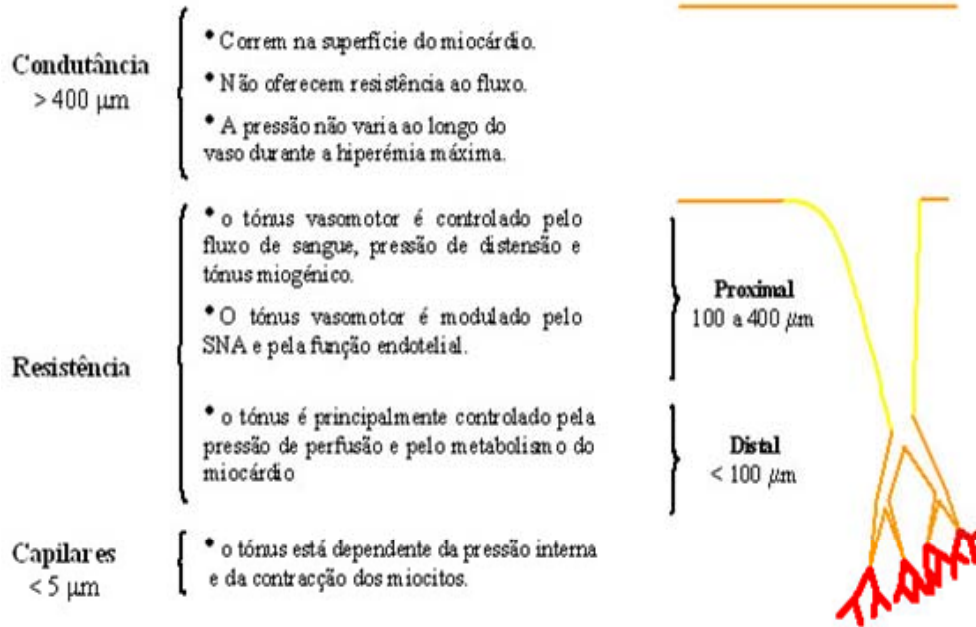 Condutância
> 400 µm
• Correm na superfície do miocárdio.
• Não oferecem resistência ao fluxo.
• A pressão não varia ao longo do
vaso durante a hiperémia máxima.
Resistência
• o tónus vasomotor é controlado pelo
fluxo de sangue, pressão de distensão e
tónus miogénico.
• O tónus vasomotor é modulado pelo
SNA e pela função endotelial.
Proximal
100 a 400 µm
• o tónus é principalmente controlado pela
pressão de perfusão e pelo metabolismo do
miocárdio
Distal
< 100 µm
Capilares
< 5 µm
• o tónus está dependente da pressão interna
e da contracção dos miocitos.